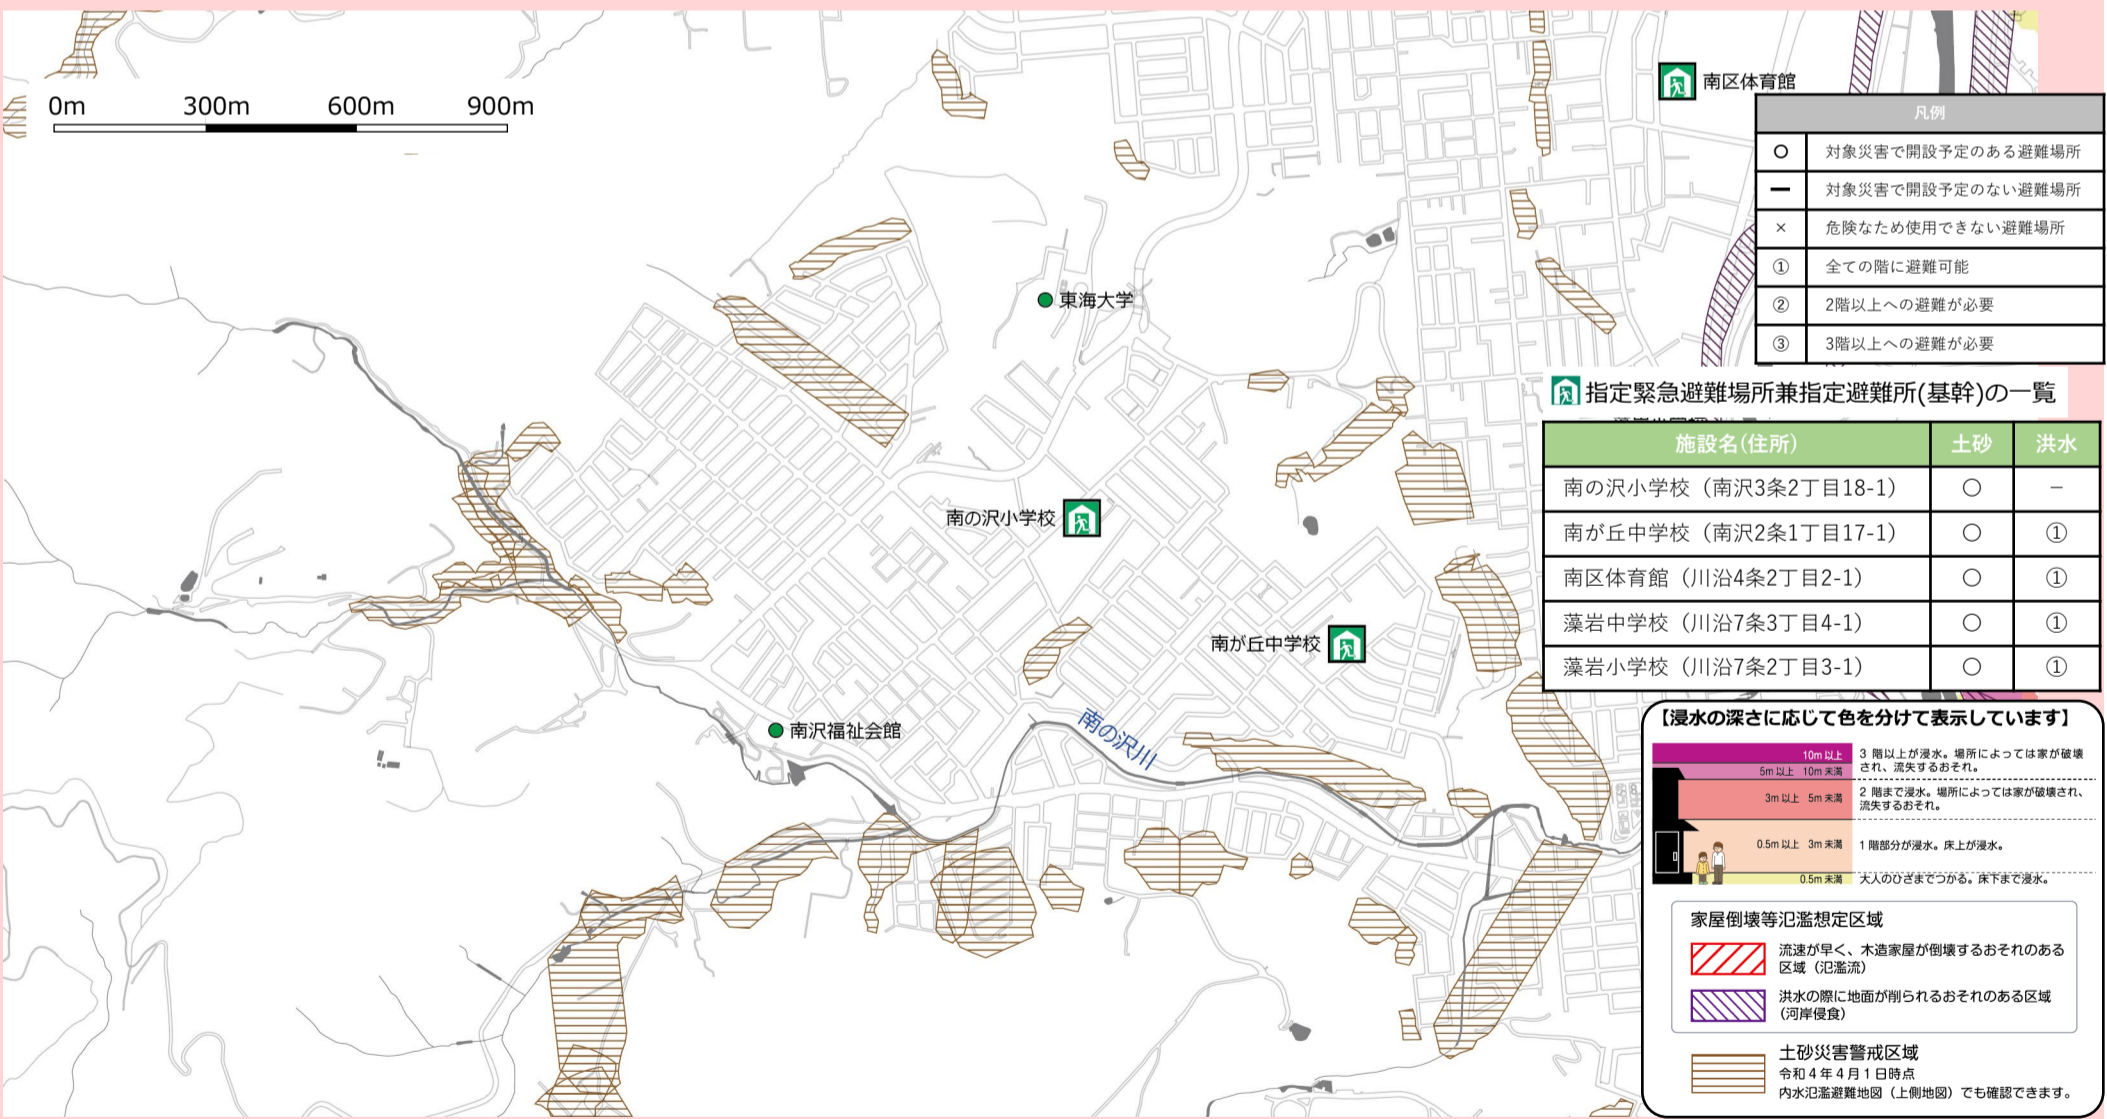 0m 300m 600m 900m
南区体育館
東海大学
南の沢小学校
南が丘中学校
南沢福祉会館
南の沢川
凡例
○ 対象災害で開設予定のある避難場所
ー 対象災害で開設予定のない避難場所
× 危険なため使用できない避難場所
① 全ての階に避難可能
② 2階以上への避難が必要
③ 3階以上への避難が必要
指定緊急避難場所兼指定避難所(基幹)の一覧
施設名(住所) 土砂 洪水
南の沢小学校（南沢3条2丁目18-1） ○ −
南が丘中学校（南沢2条1丁目17-1） ○ ①
南区体育館（川沿4条2丁目2-1） ○ ①
藻岩中学校（川沿7条3丁目4-1） ○ ①
藻岩小学校（川沿7条2丁目3-1） ○ ①
【浸水の深さに応じて色を分けて表示しています】
10m 以上 3 階以上が浸水。場所によっては家が破壊
5m 以上 10m 未満 され、流失するおそれ。
3m 以上 5m 未満 2 階まで浸水。場所によっては家が破壊され、
流失するおそれ。
0.5m 以上 3m 未満 1 階部分が浸水。床上が浸水。
0.5m 未満 大人のひざまでつかる。床下まで浸水。
家屋倒壊等氾濫想定区域
流速が早く、木造家屋が倒壊するおそれのある
区域（氾濫流）
洪水の際に地面が削られるおそれのある区域
（河岸侵食）
土砂災害警戒区域
令和４年４月１日時点
内水氾濫避難地図（上側地図）でも確認できます。